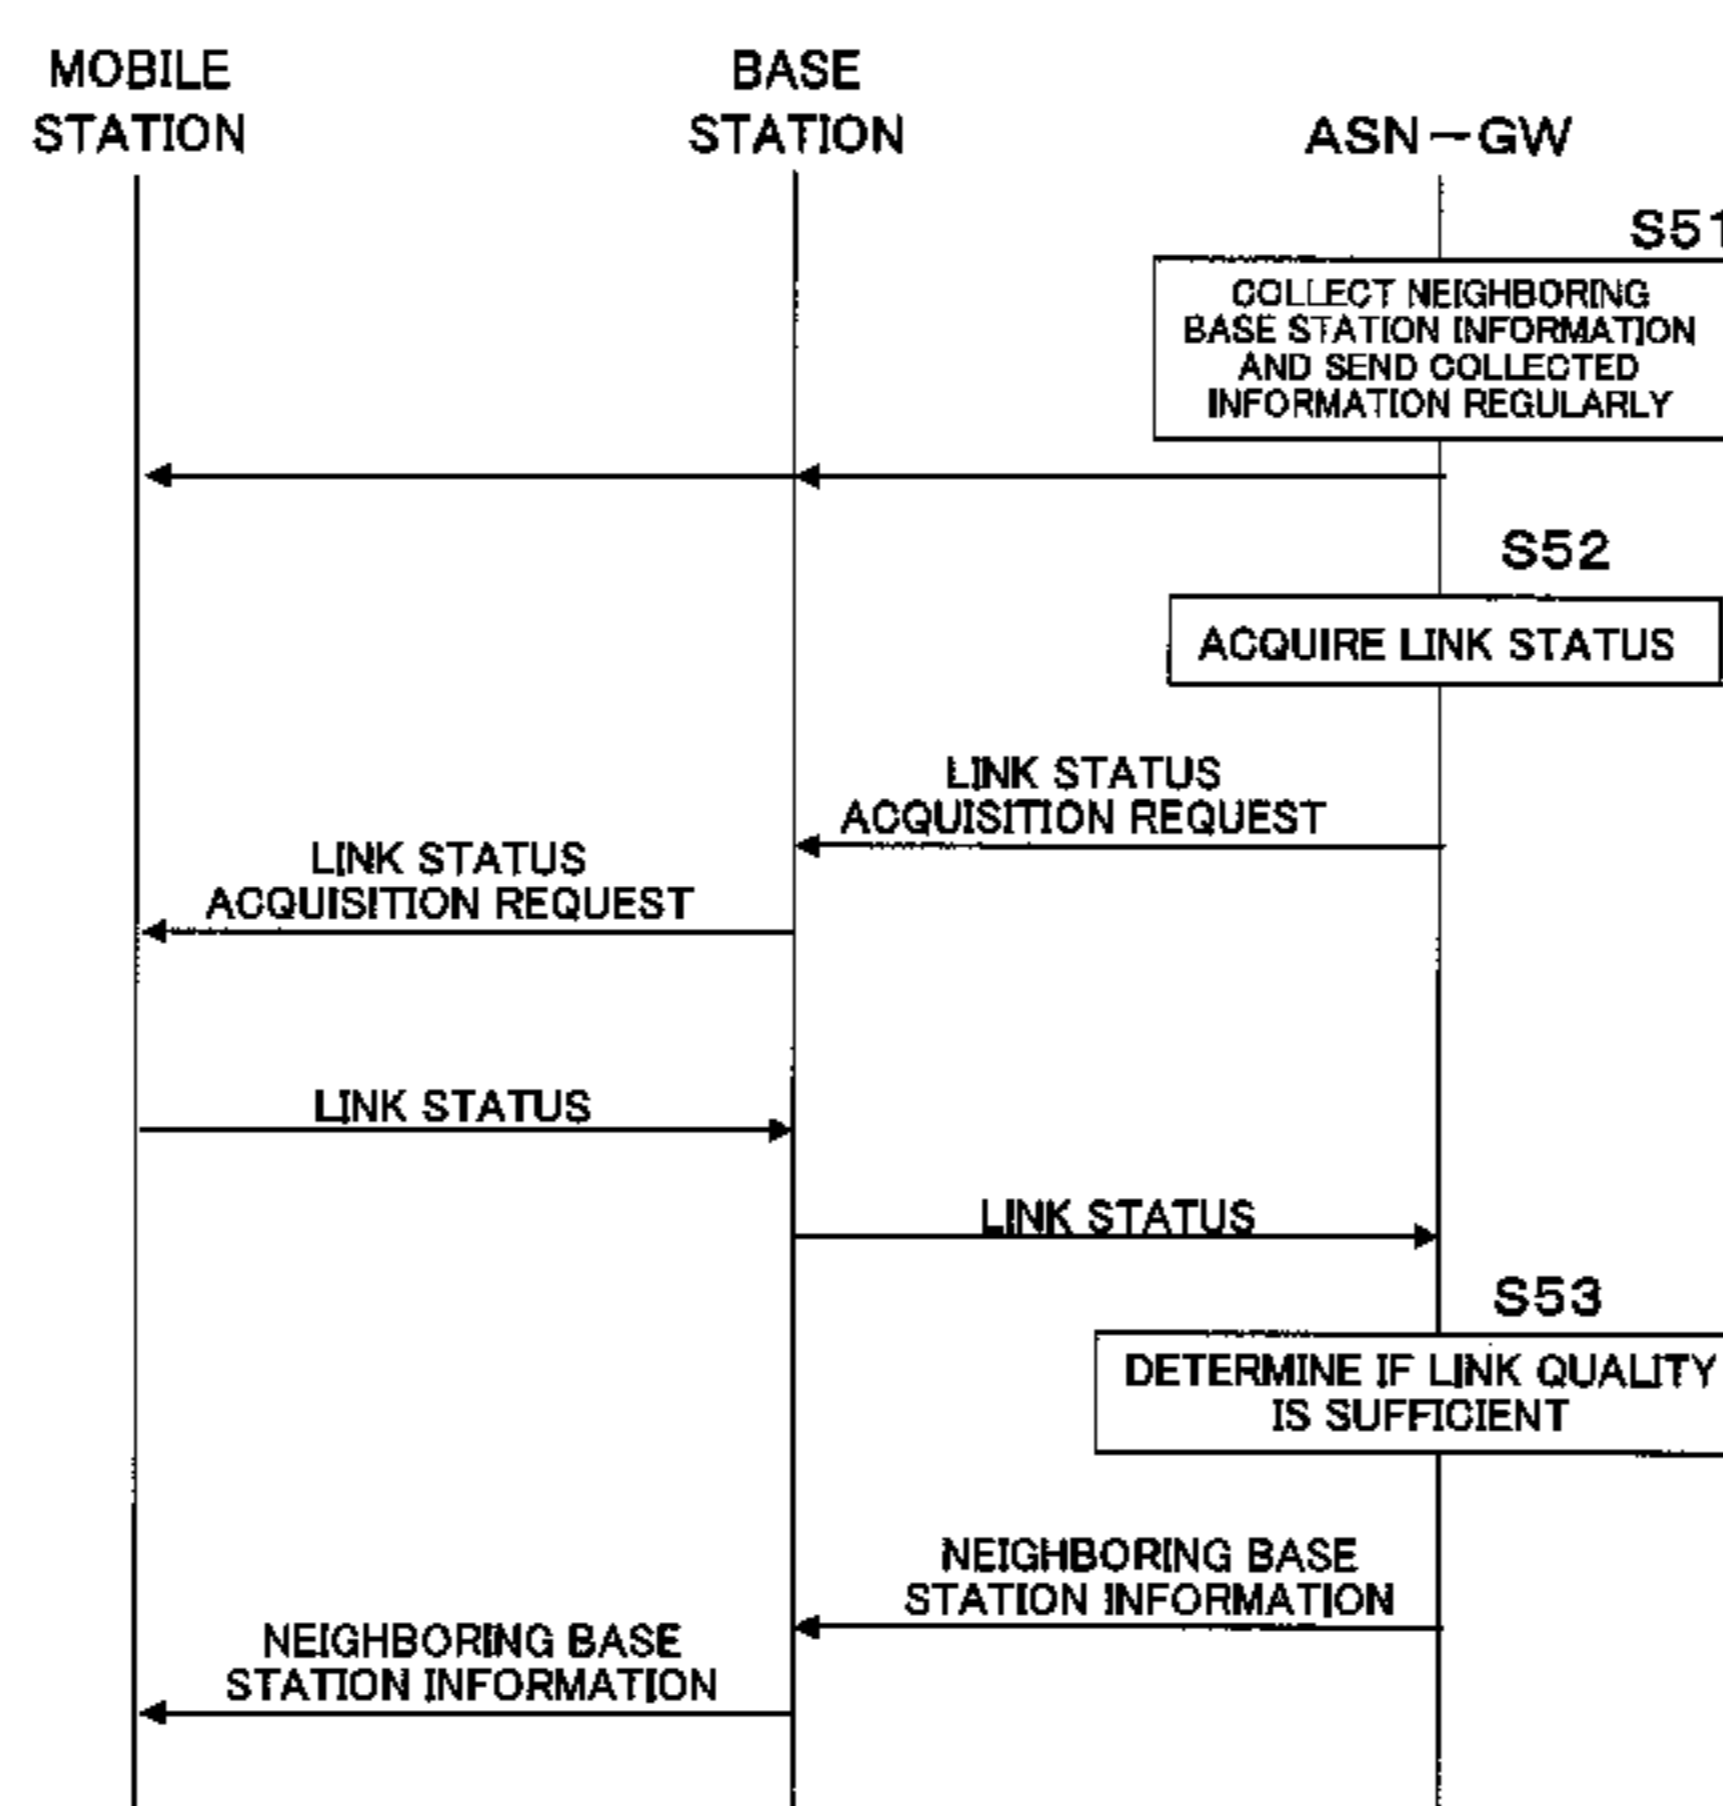 MOBILE
STATION
BASE
STATION
ASN-GW
S51
COLLECT NEIGHBORING
BASE STATION INFORMATION
AND SEND COLLECTED
INFORMATION REGULARLY
S52
ACQUIRE LINK STATUS
LINK STATUS
ACQUISITION REQUEST
LINK STATUS
ACQUISITION REQUEST
LINK STATUS
LINK STATUS
S53
DETERMINE IF LINK QUALITY
IS SUFFICIENT
NEIGHBORING BASE
STATION INFORMATION
NEIGHBORING BASE
STATION INFORMATION